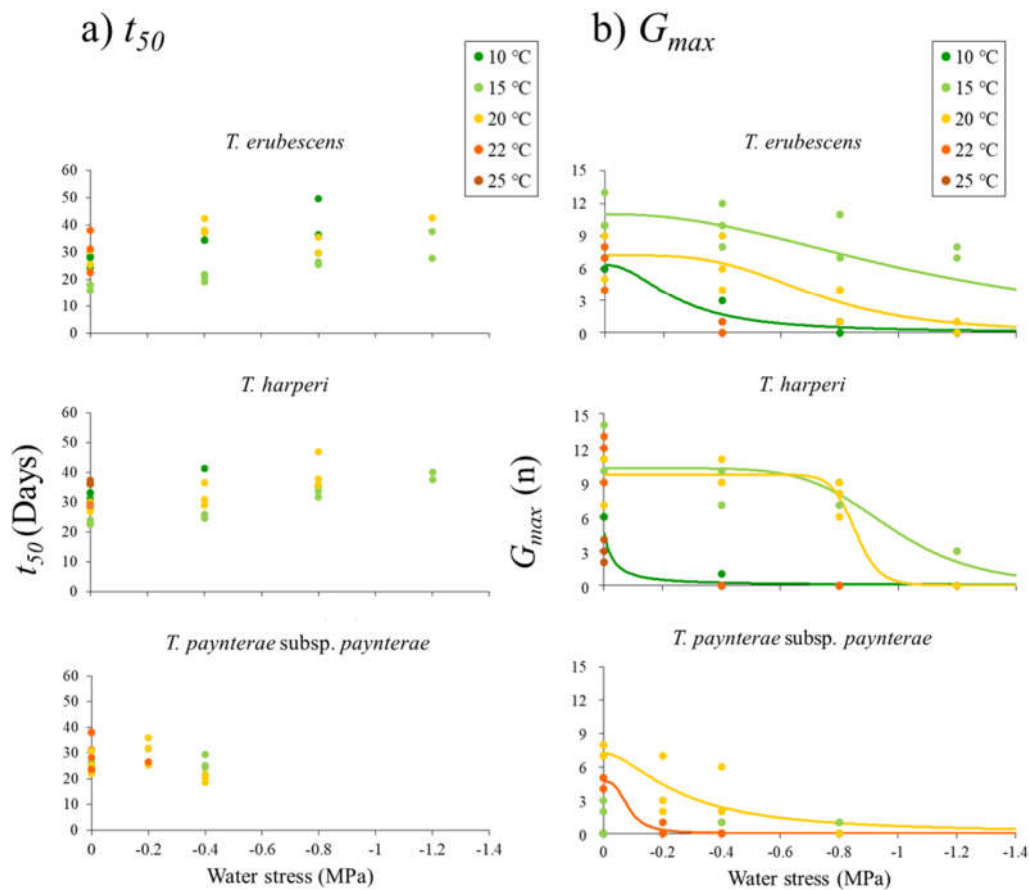 a) t50
b) Gmax
10 °C
15 °C
20 °C
22 °C
25 °C
10 °C
15 °C
20 °C
22 °C
25 °C
T. erubescens
60
50
40
30
20
10
0
T. erubescens
15
12
9
6
3
0
T. harperi
60
50
40
30
20
10
0
T. harperi
15
12
9
6
3
0
t50 (Days)
Gmax (n)
T. paynterae subsp. paynterae
60
50
40
30
20
10
0
0 -0.2 -0.4 -0.6 -0.8 -1 -1.2 -1.4
Water stress (MPa)
T. paynterae subsp. paynterae
15
12
9
6
3
0
0 -0.2 -0.4 -0.6 -0.8 -1 -1.2 -1.4
Water stress (MPa)